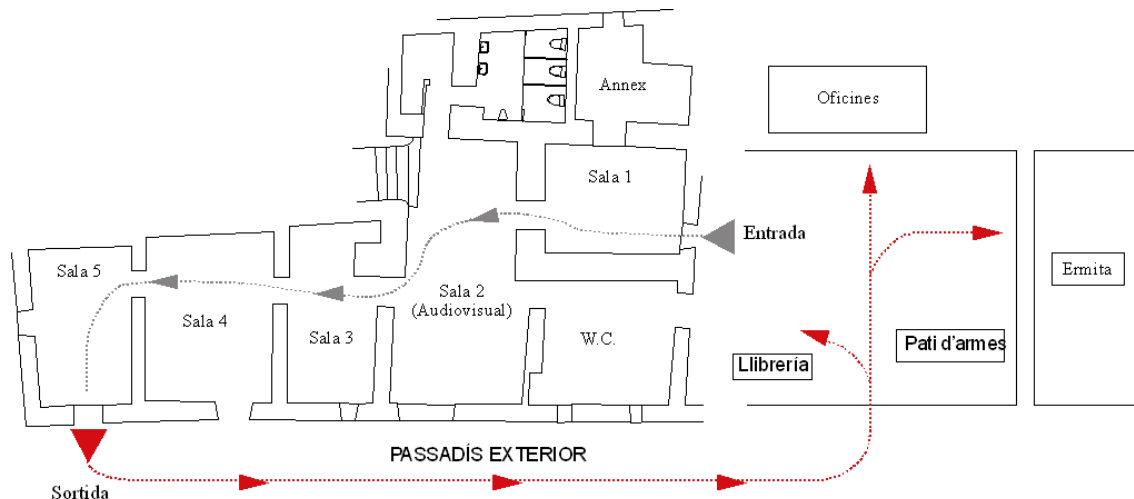 Annex
Oficines
Sala 1
Entrada
Sala 5
Ermita
Sala 2
(Audiovisual)
Sala 4
Sala 3
W.C.
Pati d'armes
Llibrería
PASSADÍS EXTERIOR
Sortida